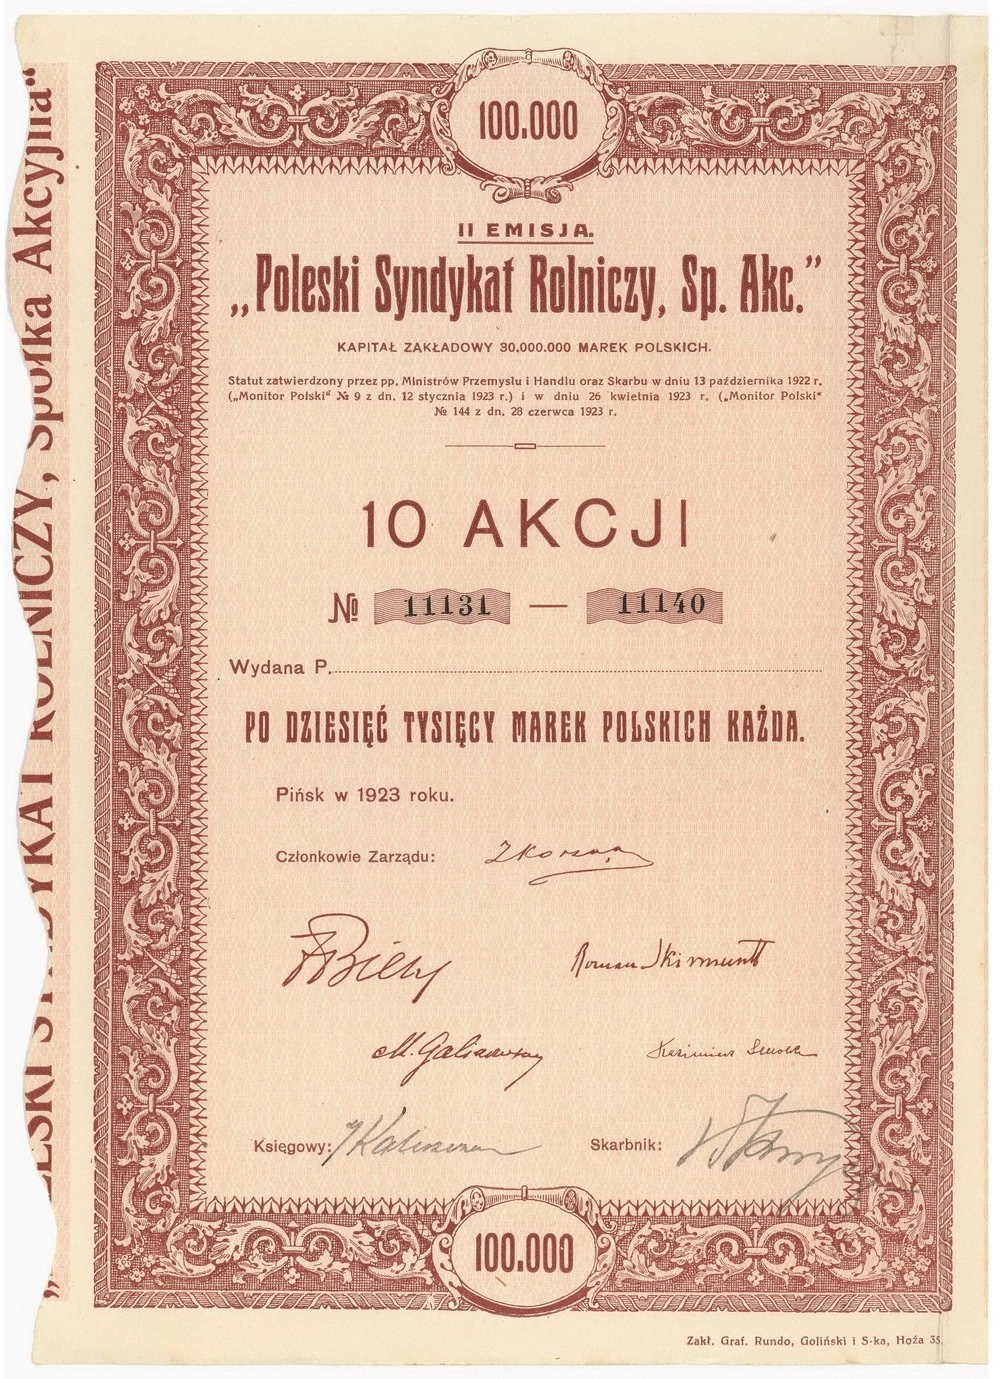 100.000
II EMISJA.
„Poleski Syndykat Rolniczy, Sp. Akc.”
KAPITAŁ ZAKŁADOWY 30.000.000 MAREK POLSKICH.
Statut zatwierdzony przez pp. Ministrów Przemysłu i Handlu oraz Skarbu w dniu 13 października 1922 r.
(„Monitor Polski” № 9 z dn. 12 stycznia 1923 r.) i w dniu 26 kwietnia 1923 r. („Monitor Polski”
№ 144 z dn. 28 czerwca 1923 r.
10 AKCJI
№ 11131 — 11140
Wydana P.
PO DZIESIĘĆ TYSIĘCY MAREK POLSKICH KAŻDA.
Pińsk w 1923 roku.
Członkowie Zarządu:
Roman Skirmuntt
M.
Kazimierz
Księgowy:
Skarbnik:
100.000
Zakł. Graf. Rundo, Goliński i S-ka, Hoża 35.
POLESKI SYNDYKAT ROLNICZY, Spółka Akcyjna“